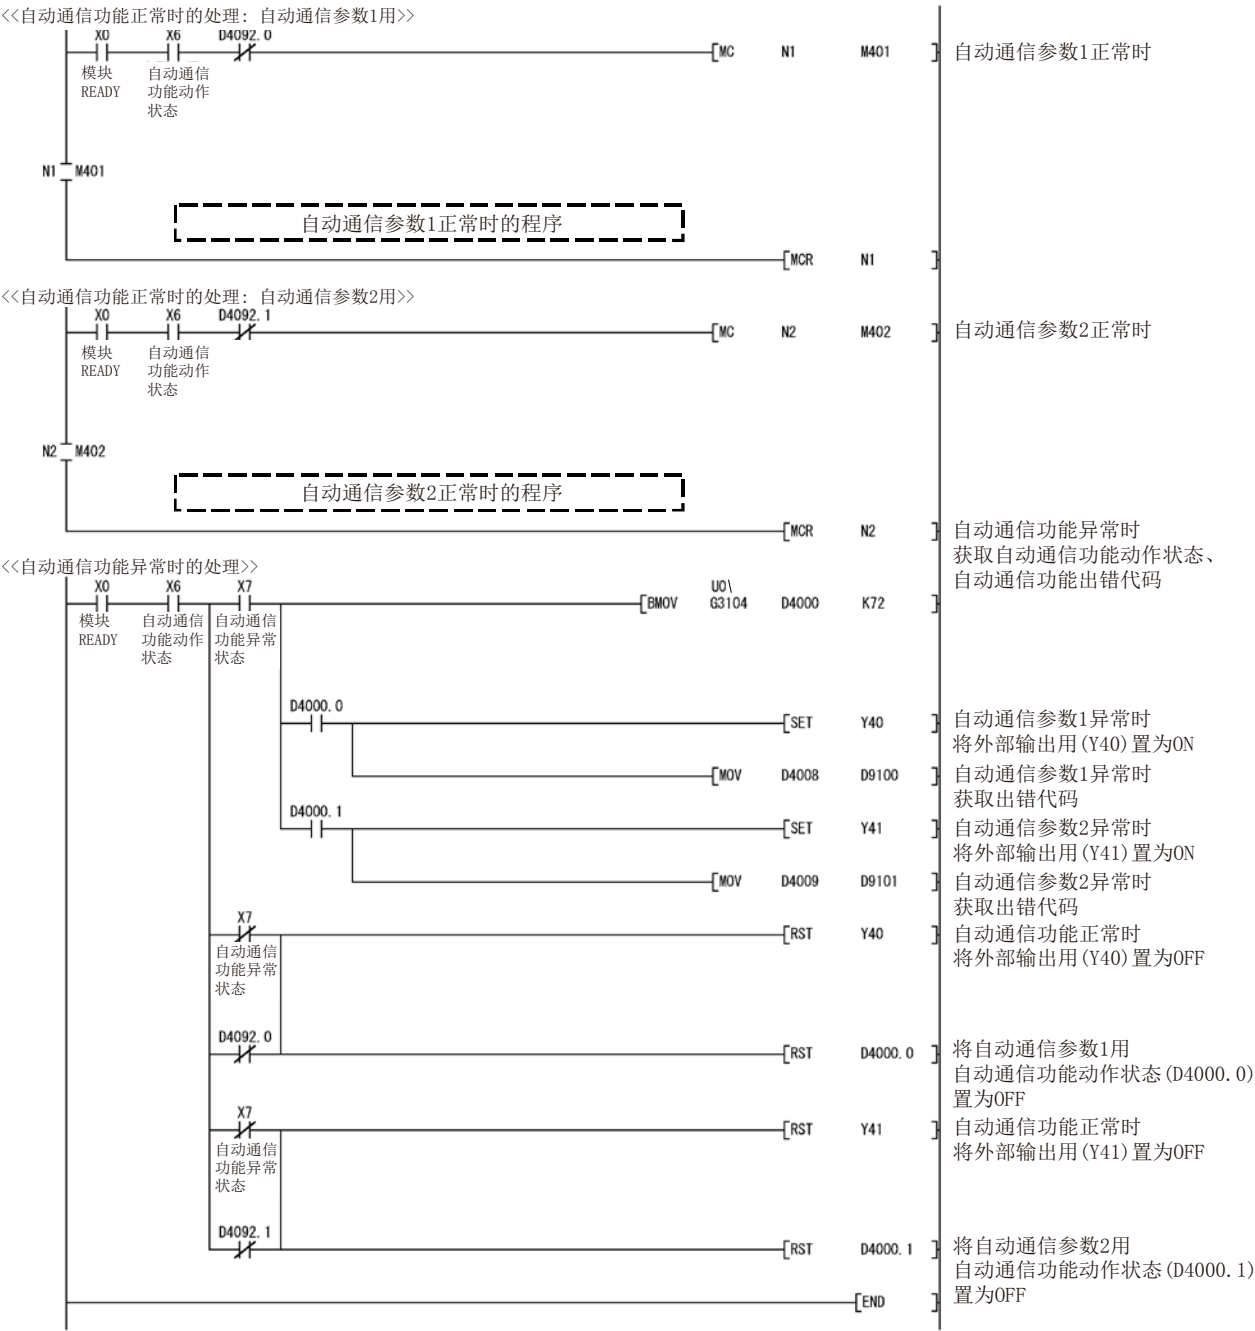 <<自动通信功能正常时的处理: 自动通信参数1用>>
X0 X6 D4092.0
MC N1 M401 自动通信参数1正常时
模块 自动通信
READY 功能动作
状态
N1 M401
自动通信参数1正常时的程序
MCR N1
<<自动通信功能正常时的处理: 自动通信参数2用>>
X0 X6 D4092.1
MC N2 M402 自动通信参数2正常时
模块 自动通信
READY 功能动作
状态
N2 M402
自动通信参数2正常时的程序
MCR N2 自动通信功能异常时
获取自动通信功能动作状态、
自动通信功能出错代码
<<自动通信功能异常时的处理>>
X0 X6 X7 U0\
BMOV G3104 D4000 K72
模块 自动通信 自动通信
READY 功能动作 功能异常
状态 状态
D4000.0
SET Y40 自动通信参数1异常时
将外部输出用(Y40)置为ON
MOV D4008 D9100 自动通信参数1异常时
获取出错代码
D4000.1
SET Y41 自动通信参数2异常时
将外部输出用(Y41)置为ON
MOV D4009 D9101 自动通信参数2异常时
获取出错代码
X7
RST Y40 自动通信功能正常时
自动通信 将外部输出用(Y40)置为OFF
功能异常
状态
D4092.0
RST D4000.0 将自动通信参数1用
自动通信功能动作状态(D4000.0)
置为OFF
X7
RST Y41 自动通信功能正常时
自动通信 将外部输出用(Y41)置为OFF
功能异常
状态
D4092.1
RST D4000.1 将自动通信参数2用
自动通信功能动作状态(D4000.1)
置为OFF
END